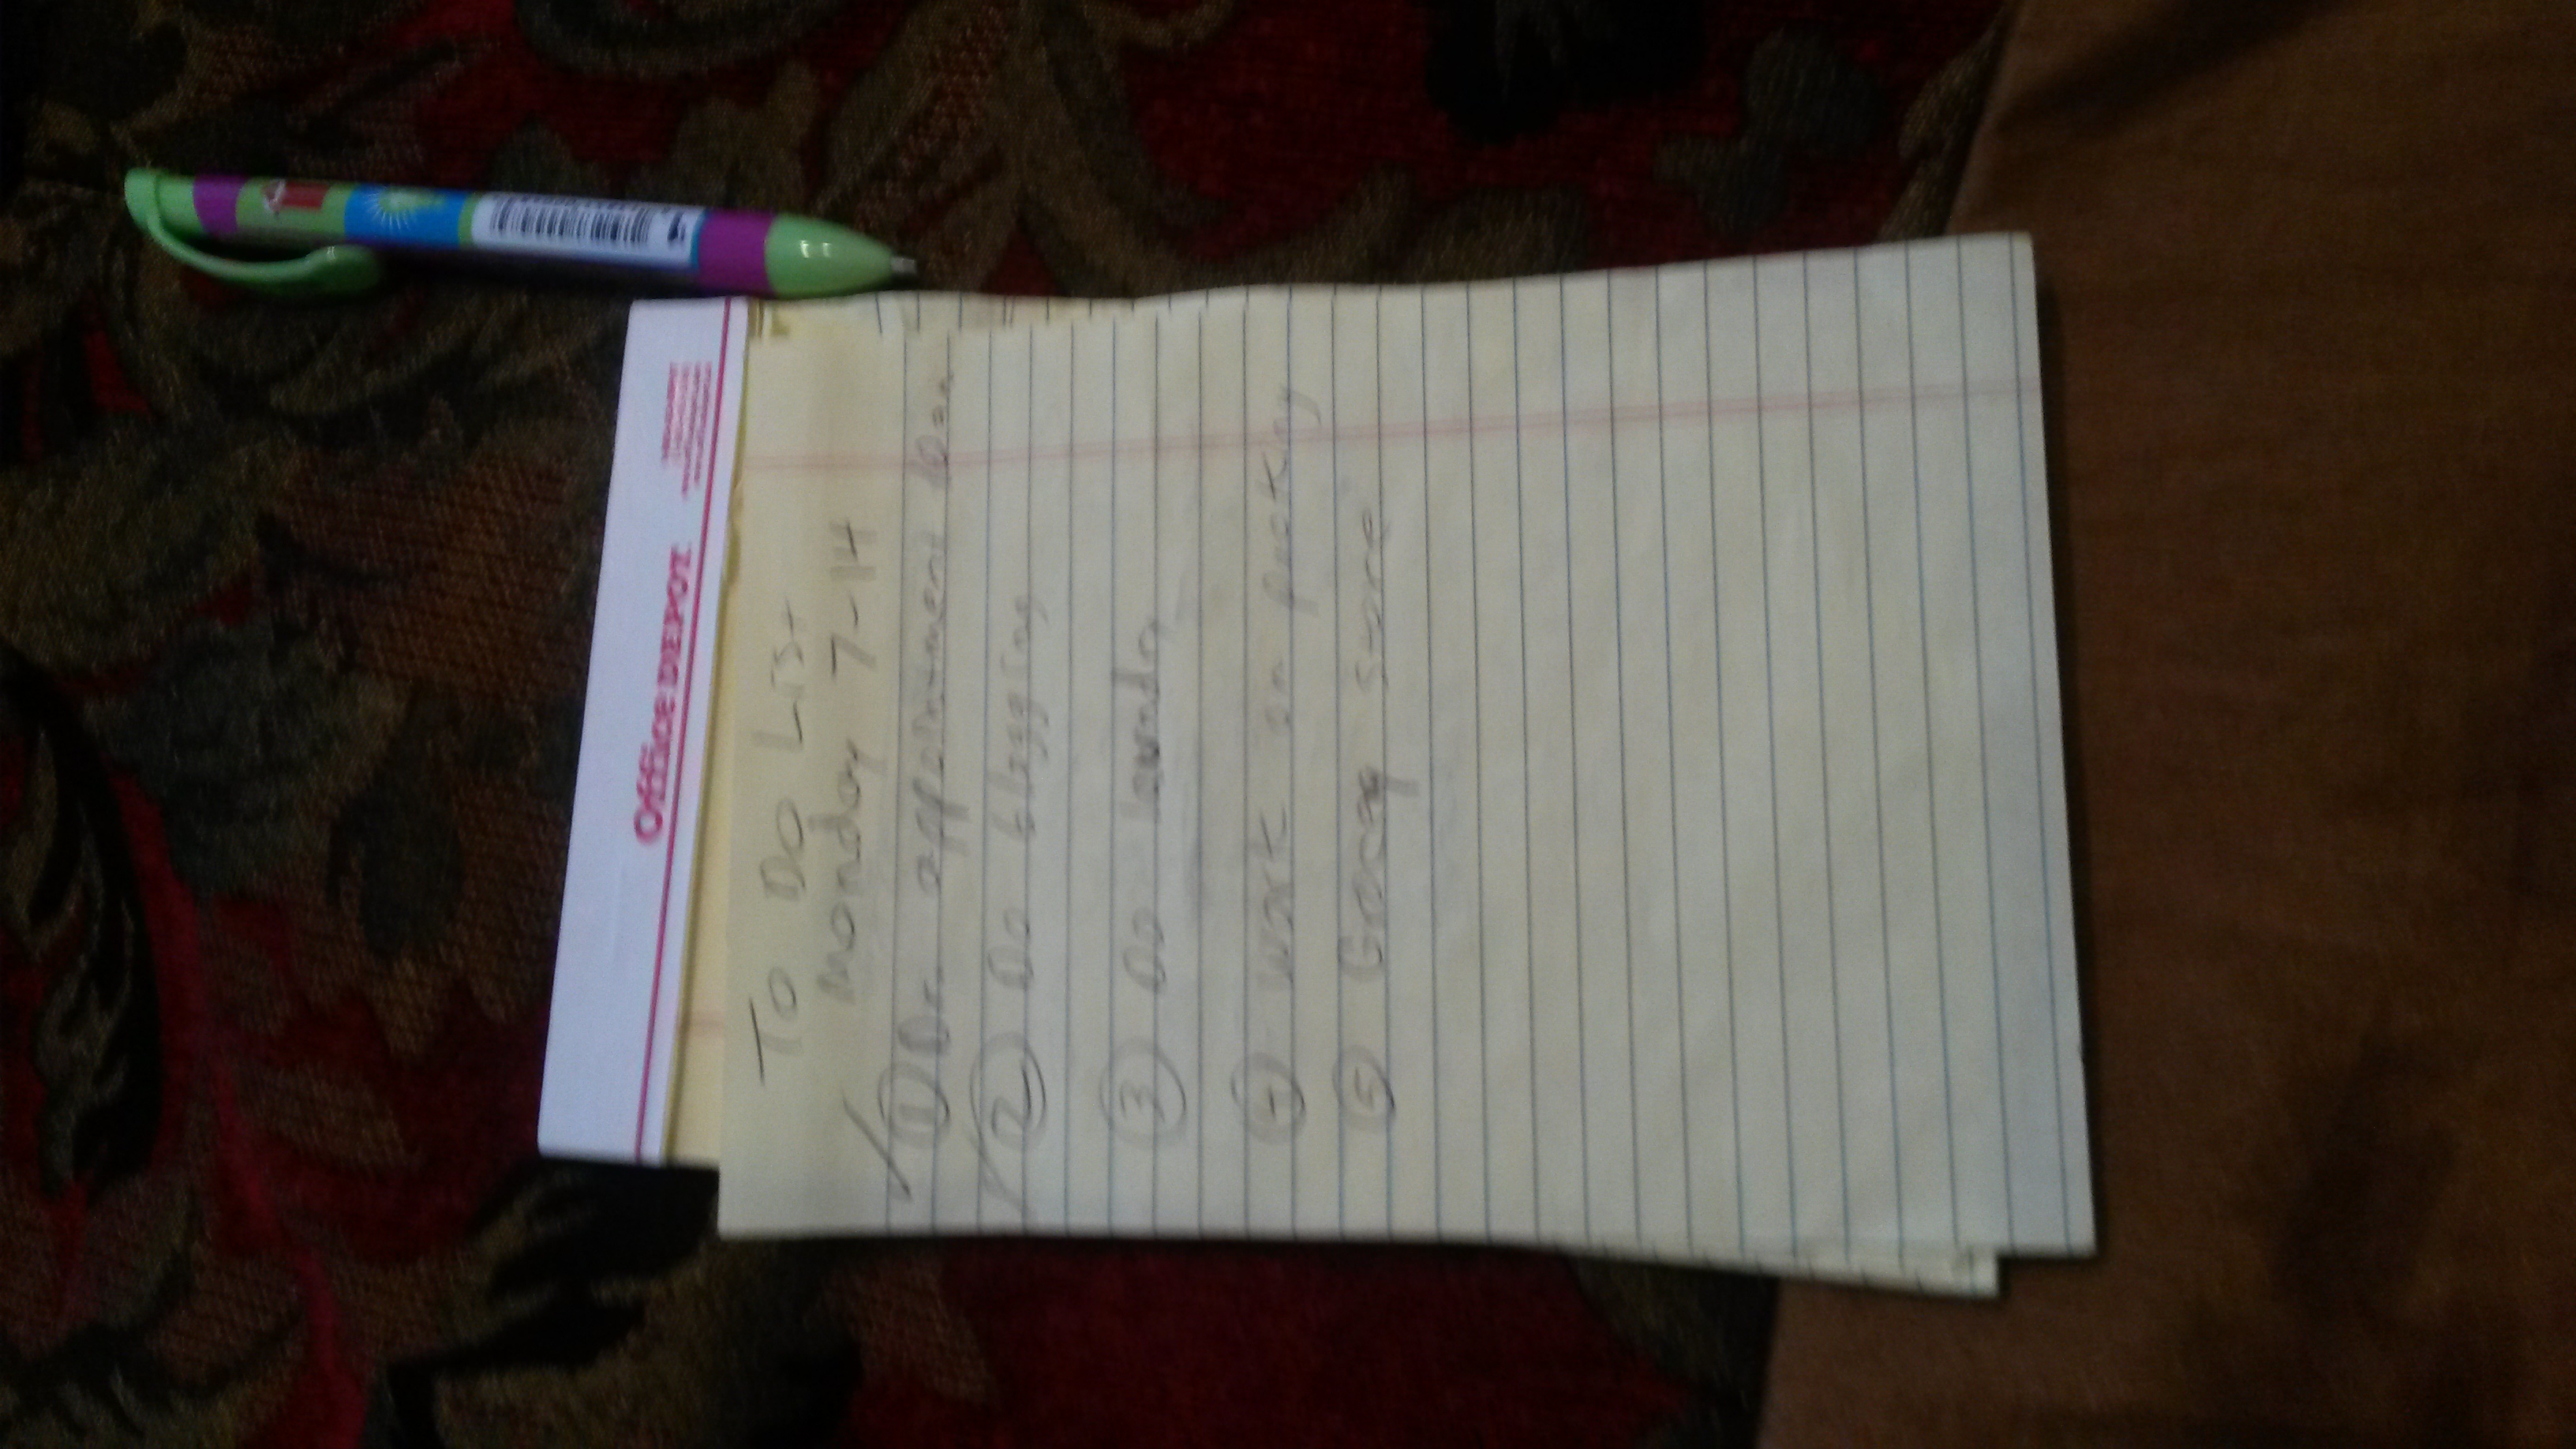 Office DEPOT
To Do List
Monday 7-14
① Dr. appointment 10am
② Do blogging
③ Do laundry
④ Work on packing
⑤ Grocery store